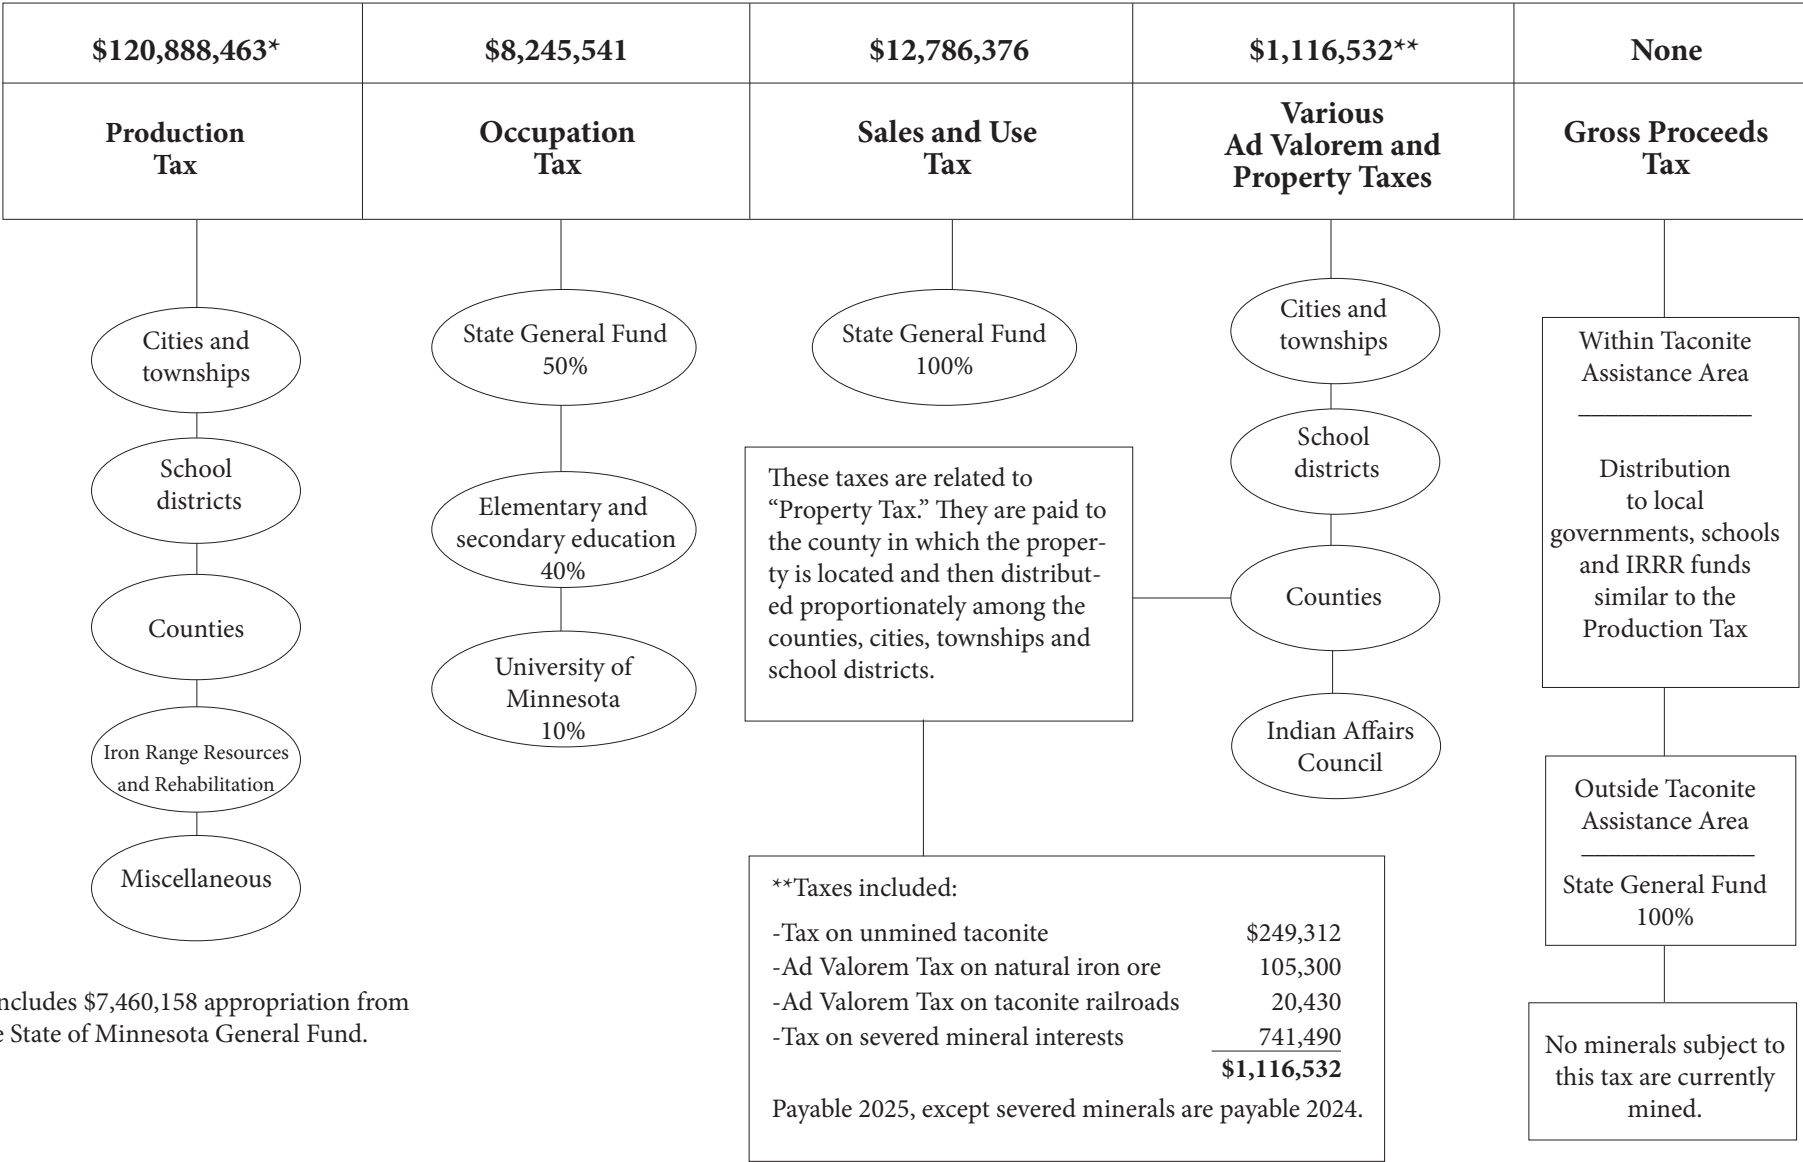 $120,888,463*
$8,245,541
$12,786,376
$1,116,532**
None
Production
Tax
Occupation
Tax
Sales and Use
Tax
Various
Ad Valorem and
Property Taxes
Gross Proceeds
Tax
Cities and
townships
School
districts
Counties
Iron Range Resources
and Rehabilitation
Miscellaneous
ncludes $7,460,158 appropriation from
e State of Minnesota General Fund.
State General Fund
50%
Elementary and
secondary education
40%
University of
Minnesota
10%
State General Fund
100%
These taxes are related to
“Property Tax.” They are paid to
the county in which the proper-
ty is located and then distribut-
ed proportionately among the
counties, cities, townships and
school districts.
Cities and
townships
School
districts
Counties
Indian Affairs
Council
**Taxes included:
-Tax on unmined taconite $249,312
-Ad Valorem Tax on natural iron ore 105,300
-Ad Valorem Tax on taconite railroads 20,430
-Tax on severed mineral interests 741,490
$1,116,532
Payable 2025, except severed minerals are payable 2024.
Within Taconite
Assistance Area
Distribution
to local
governments, schools
and IRRR funds
similar to the
Production Tax
Outside Taconite
Assistance Area
State General Fund
100%
No minerals subject to
this tax are currently
mined.